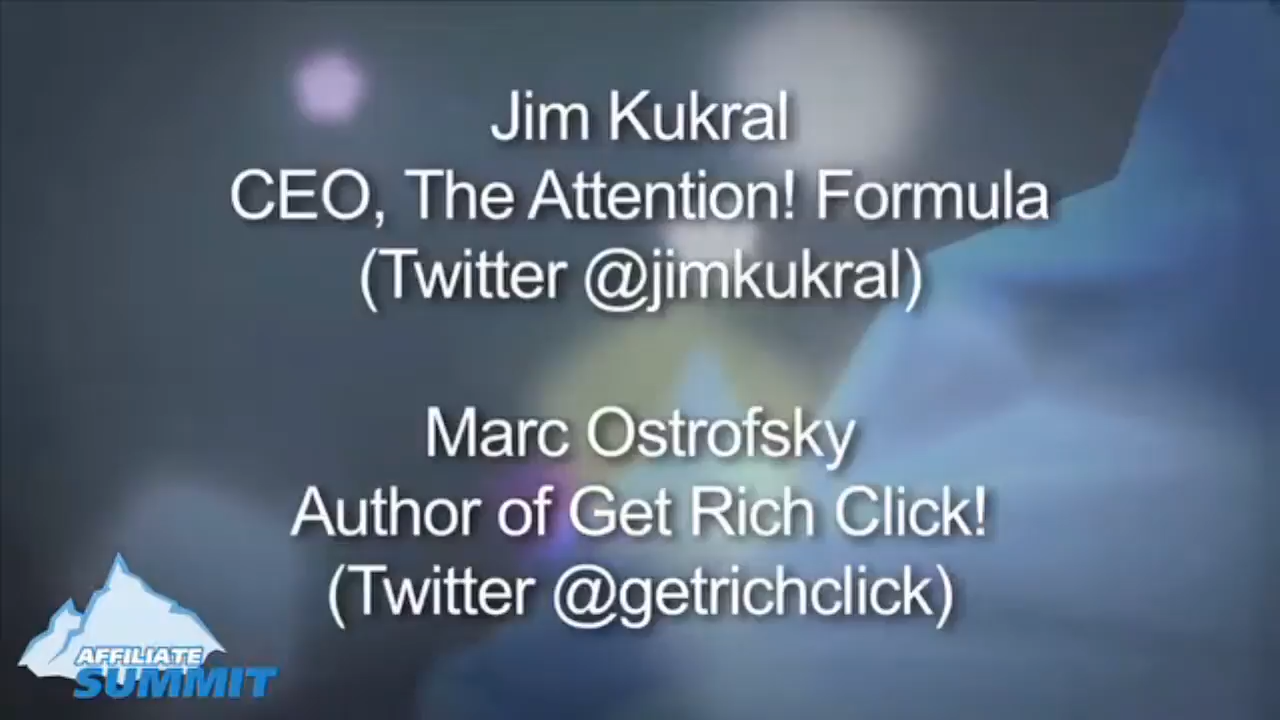 Jim Kukral
CEO, The Attention! Formula
(Twitter @jimkukral)
Marc Ostrofsky
Author of Get Rich Click!
(Twitter @getrichclick)
AFFILIATE
SUMMIT